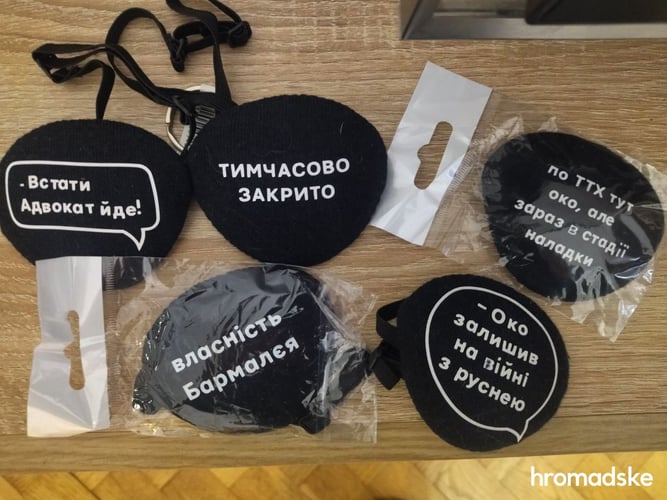 - Встати
Адвокат йде!
ТИМЧАСОВО
ЗАКРИТО
по ТТХ тут
око, але
зараз в стадії
наладки
власність
Бармалєя
- Око
залишив
на війні
з руснею
hromadske